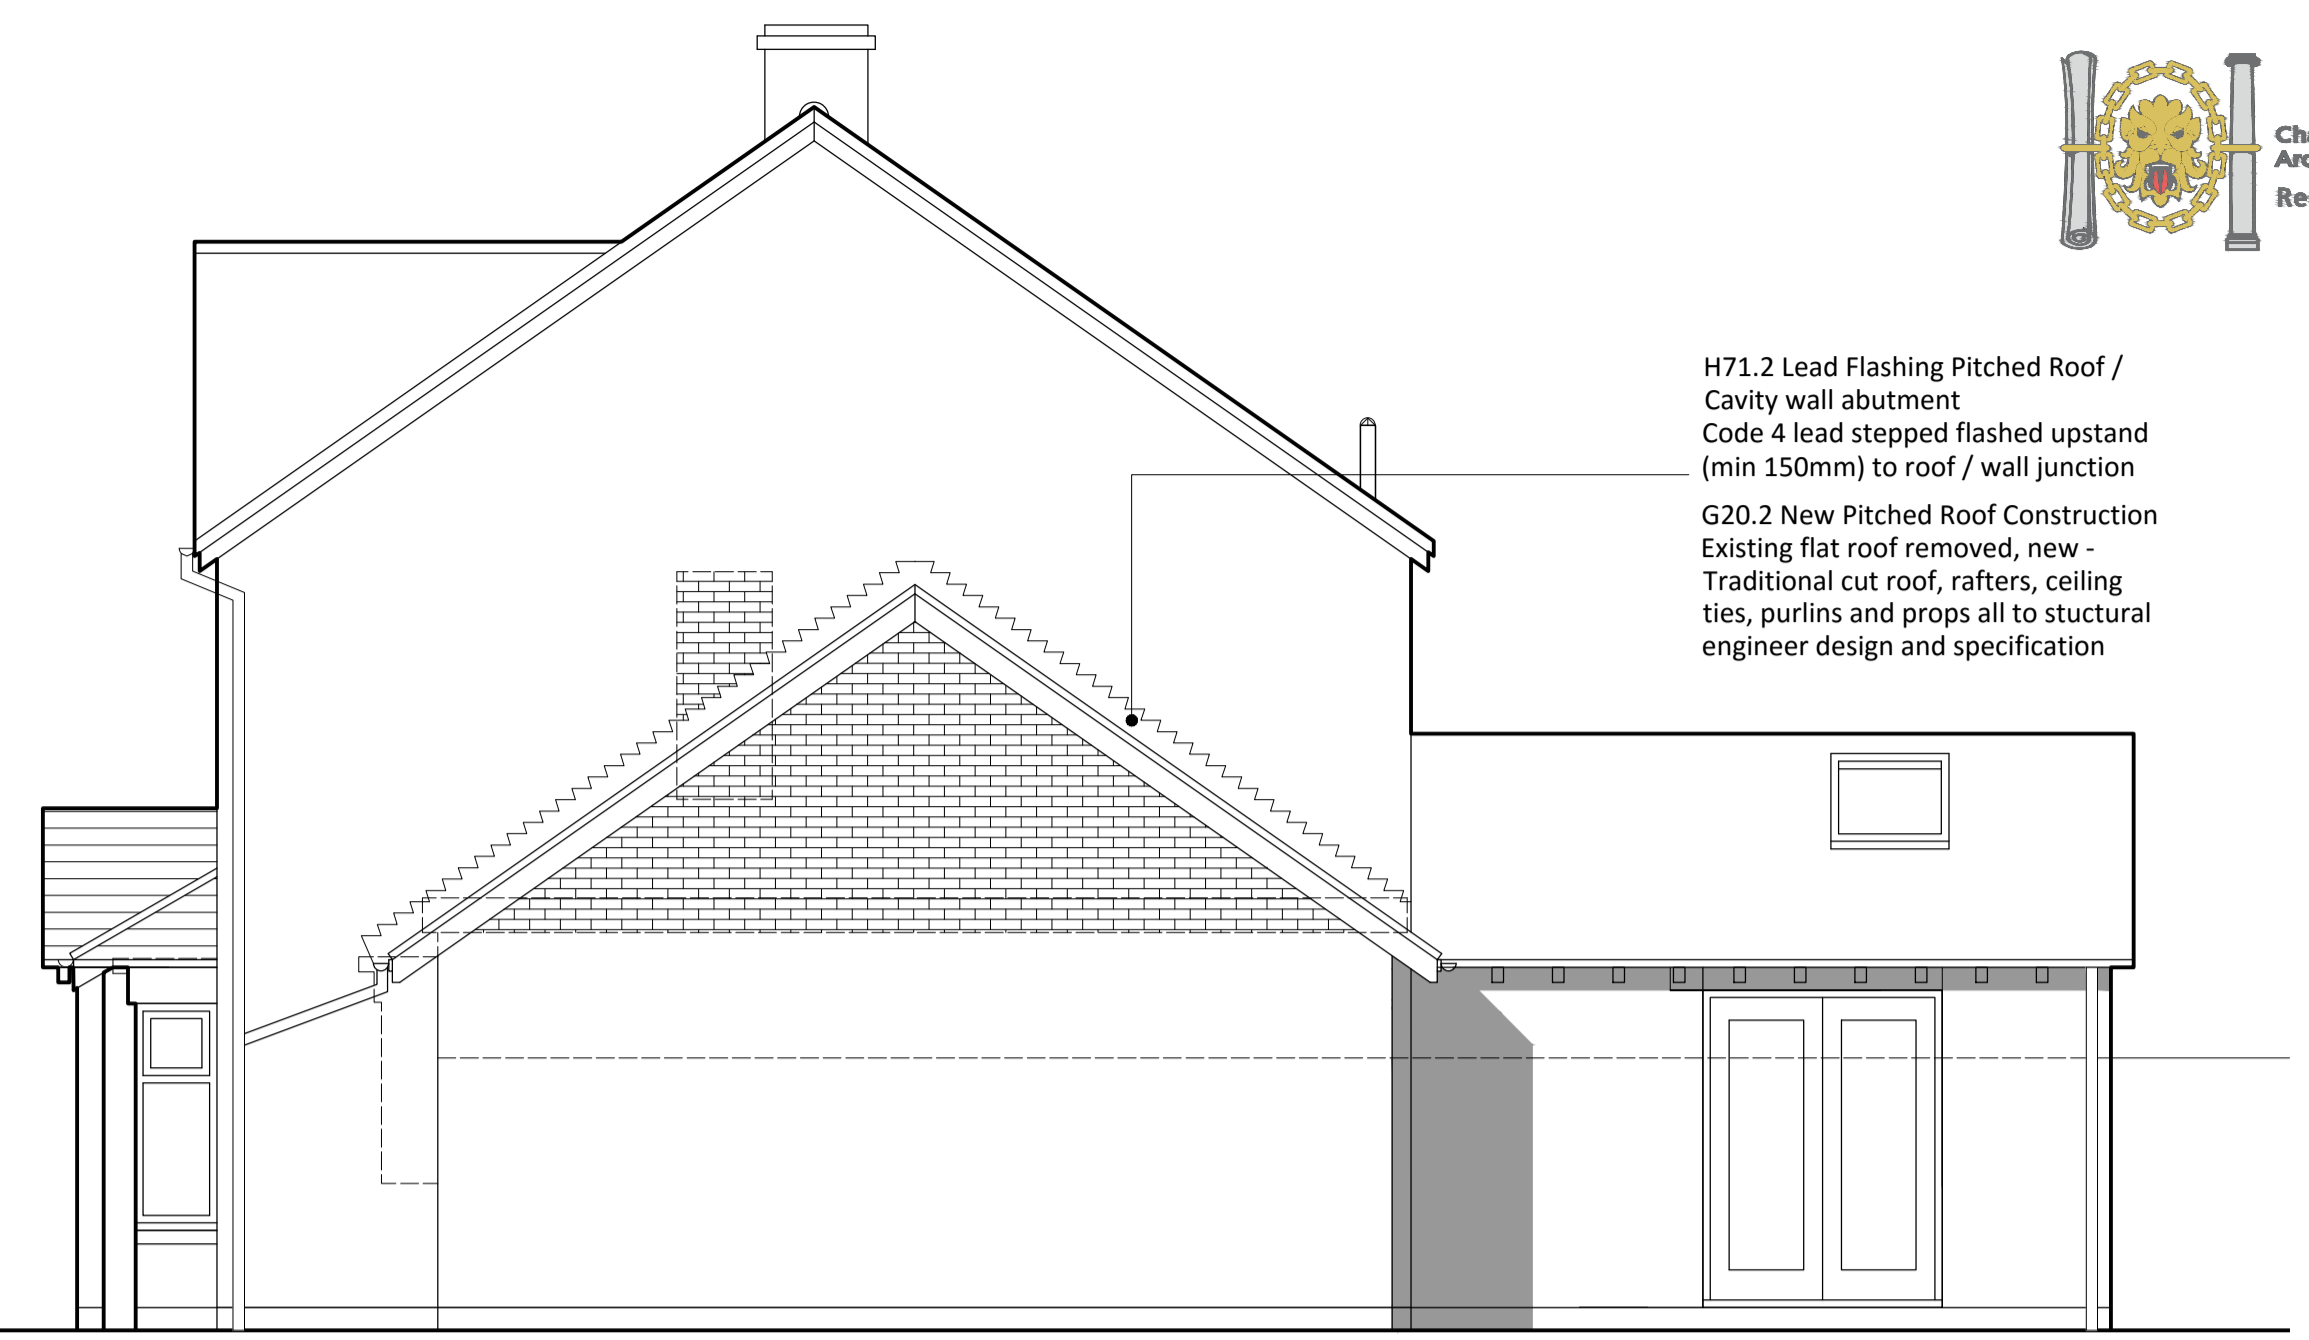 H71.2 Lead Flashing Pitched Roof /
Cavity wall abutment
Code 4 lead stepped flashed upstand
(min 150mm) to roof / wall junction
G20.2 New Pitched Roof Construction
Existing flat roof removed, new -
Traditional cut roof, rafters, ceiling
ties, purlins and props all to stuctural
engineer design and specification